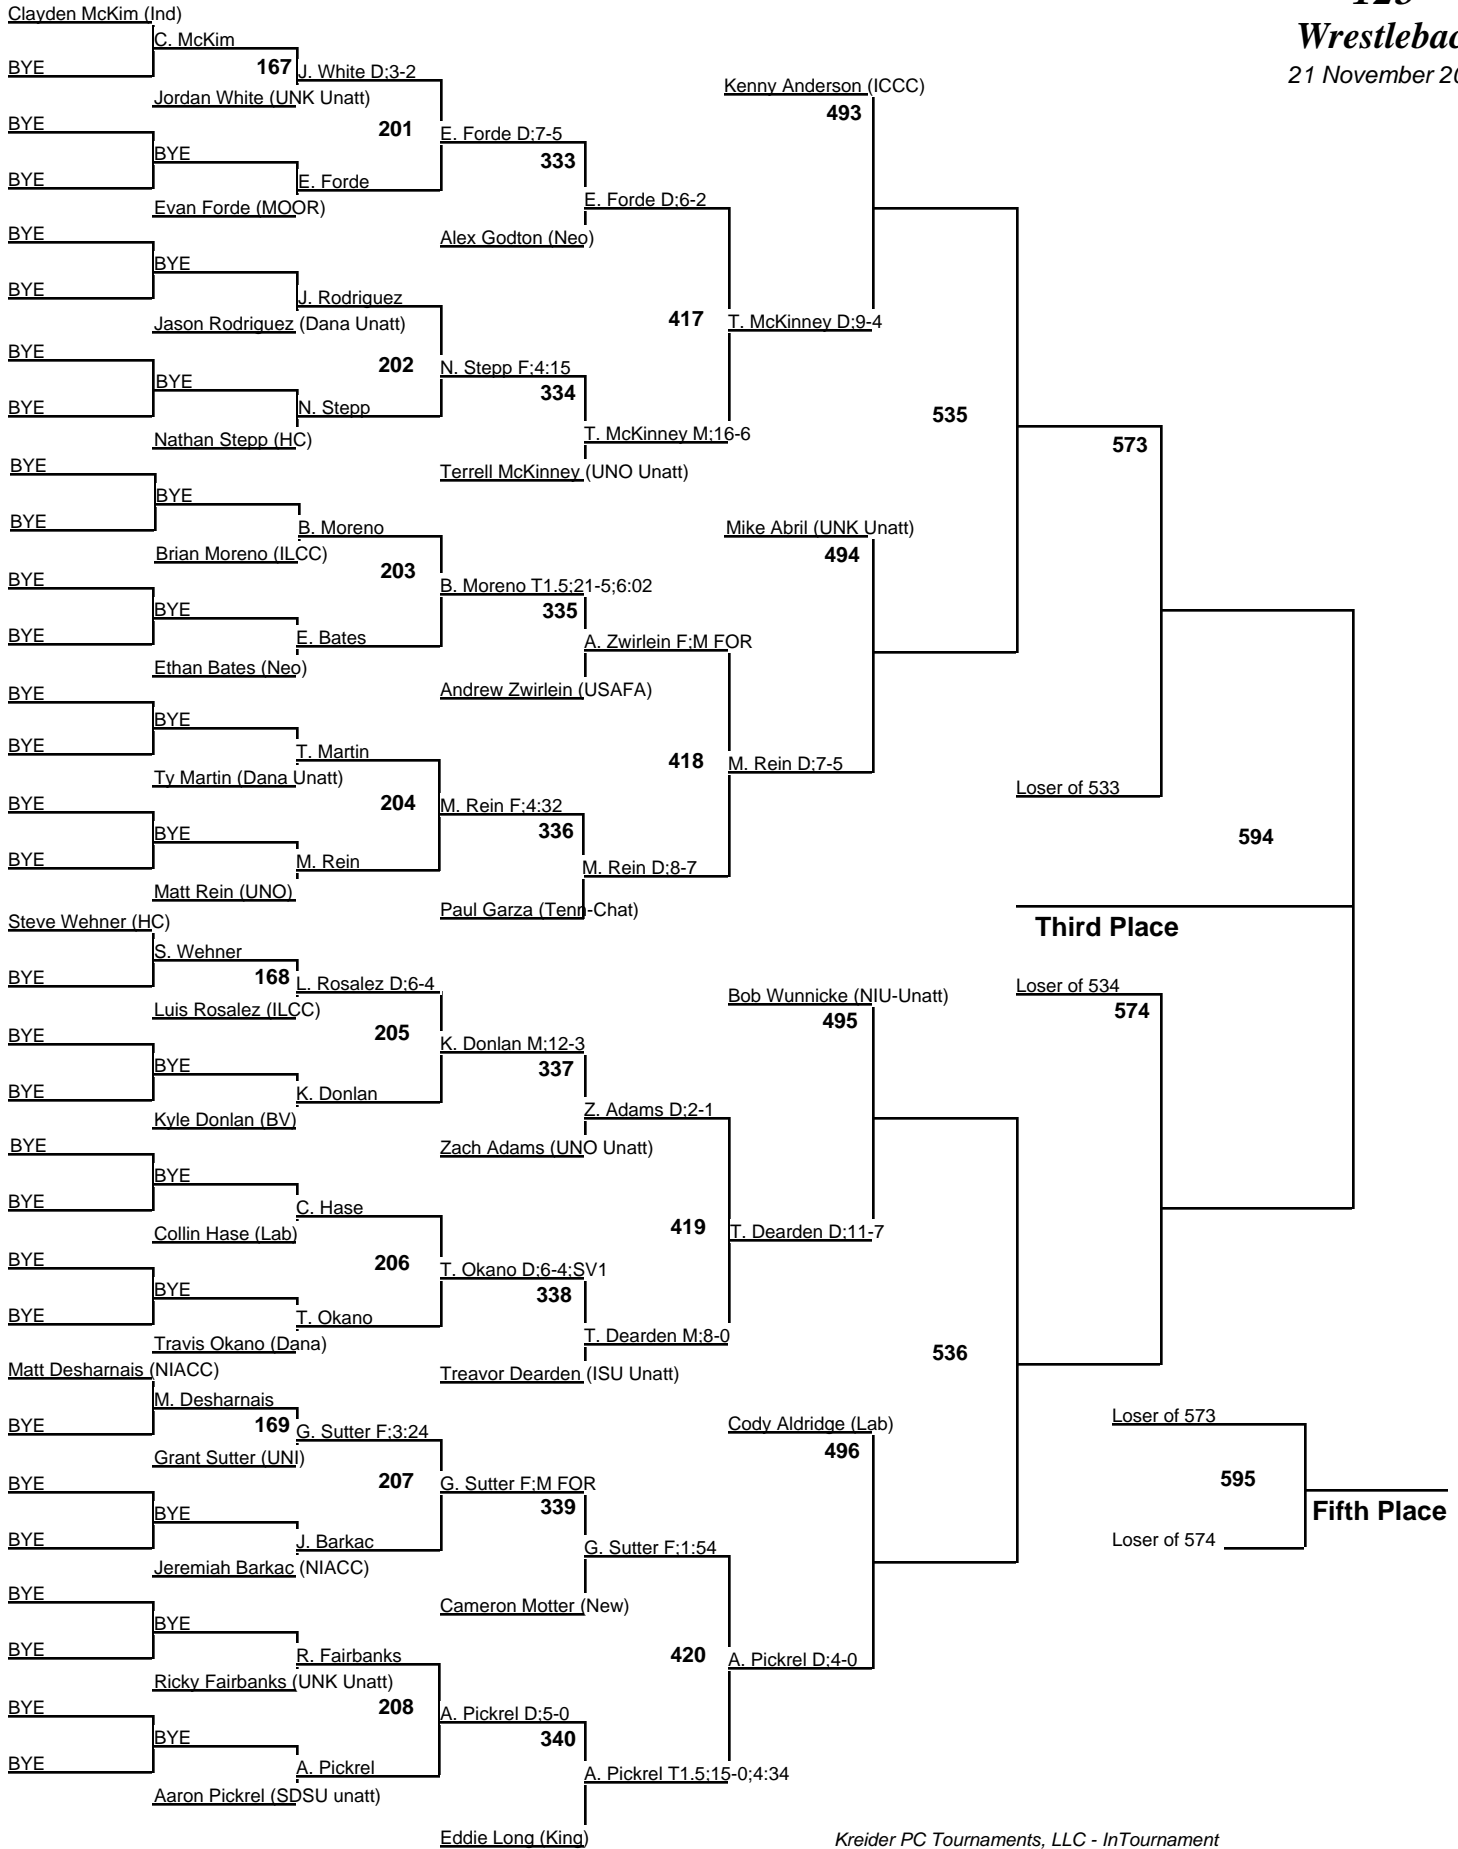 125
Wrestlebac
21 November 20
Clayden McKim (Ind)
C. McKim
BYE
167
J. White D;3-2
Jordan White (UNK Unatt)
Kenny Anderson (ICCC)
493
BYE
201
E. Forde D;7-5
BYE
333
BYE
E. Forde
E. Forde D;6-2
Evan Forde (MOOR)
BYE
Alex Godton (Neo)
BYE
BYE
J. Rodriguez
Jason Rodriguez (Dana Unatt)
417
T. McKinney D;9-4
BYE
202
N. Stepp F;4:15
BYE
334
BYE
N. Stepp
535
Nathan Stepp (HC)
T. McKinney M;16-6
573
BYE
Terrell McKinney (UNO Unatt)
BYE
BYE
B. Moreno
Mike Abril (UNK Unatt)
Brian Moreno (ILCC)
494
BYE
203
B. Moreno T1.5;21-5;6:02
BYE
335
BYE
E. Bates
A. Zwirlein F;M FOR
Ethan Bates (Neo)
BYE
Andrew Zwirlein (USAFA)
BYE
BYE
T. Martin
418
M. Rein D;7-5
Ty Martin (Dana Unatt)
Loser of 533
BYE
204
M. Rein F;4:32
BYE
336
594
BYE
M. Rein
M. Rein D;8-7
Matt Rein (UNO)
Paul Garza (Tenn-Chat)
Steve Wehner (HC)
Third Place
S. Wehner
BYE
168
L. Rosalez D;6-4
Loser of 534
Luis Rosalez (ILCC)
Bob Wunnicke (NIU-Unatt)
495
574
BYE
205
K. Donlan M;12-3
BYE
337
BYE
K. Donlan
Z. Adams D;2-1
Kyle Donlan (BV)
BYE
Zach Adams (UNO Unatt)
BYE
BYE
C. Hase
Collin Hase (Lab)
419
T. Dearden D;11-7
BYE
206
T. Okano D;6-4;SV1
BYE
338
BYE
T. Okano
T. Dearden M;8-0
Travis Okano (Dana)
536
Matt Desharnais (NIACC)
Treavor Dearden (ISU Unatt)
M. Desharnais
BYE
169
G. Sutter F;3:24
Cody Aldridge (Lab)
Loser of 573
Grant Sutter (UNI)
496
BYE
207
G. Sutter F;M FOR
595
BYE
339
Fifth Place
BYE
J. Barkac
G. Sutter F;1:54
Loser of 574
Jeremiah Barkac (NIACC)
BYE
Cameron Motter (New)
BYE
BYE
R. Fairbanks
420
A. Pickrel D;4-0
Ricky Fairbanks (UNK Unatt)
BYE
208
A. Pickrel D;5-0
BYE
340
BYE
A. Pickrel
A. Pickrel T1.5;15-0;4:34
Aaron Pickrel (SDSU unatt)
Eddie Long (King)
Kreider PC Tournaments, LLC - InTournament